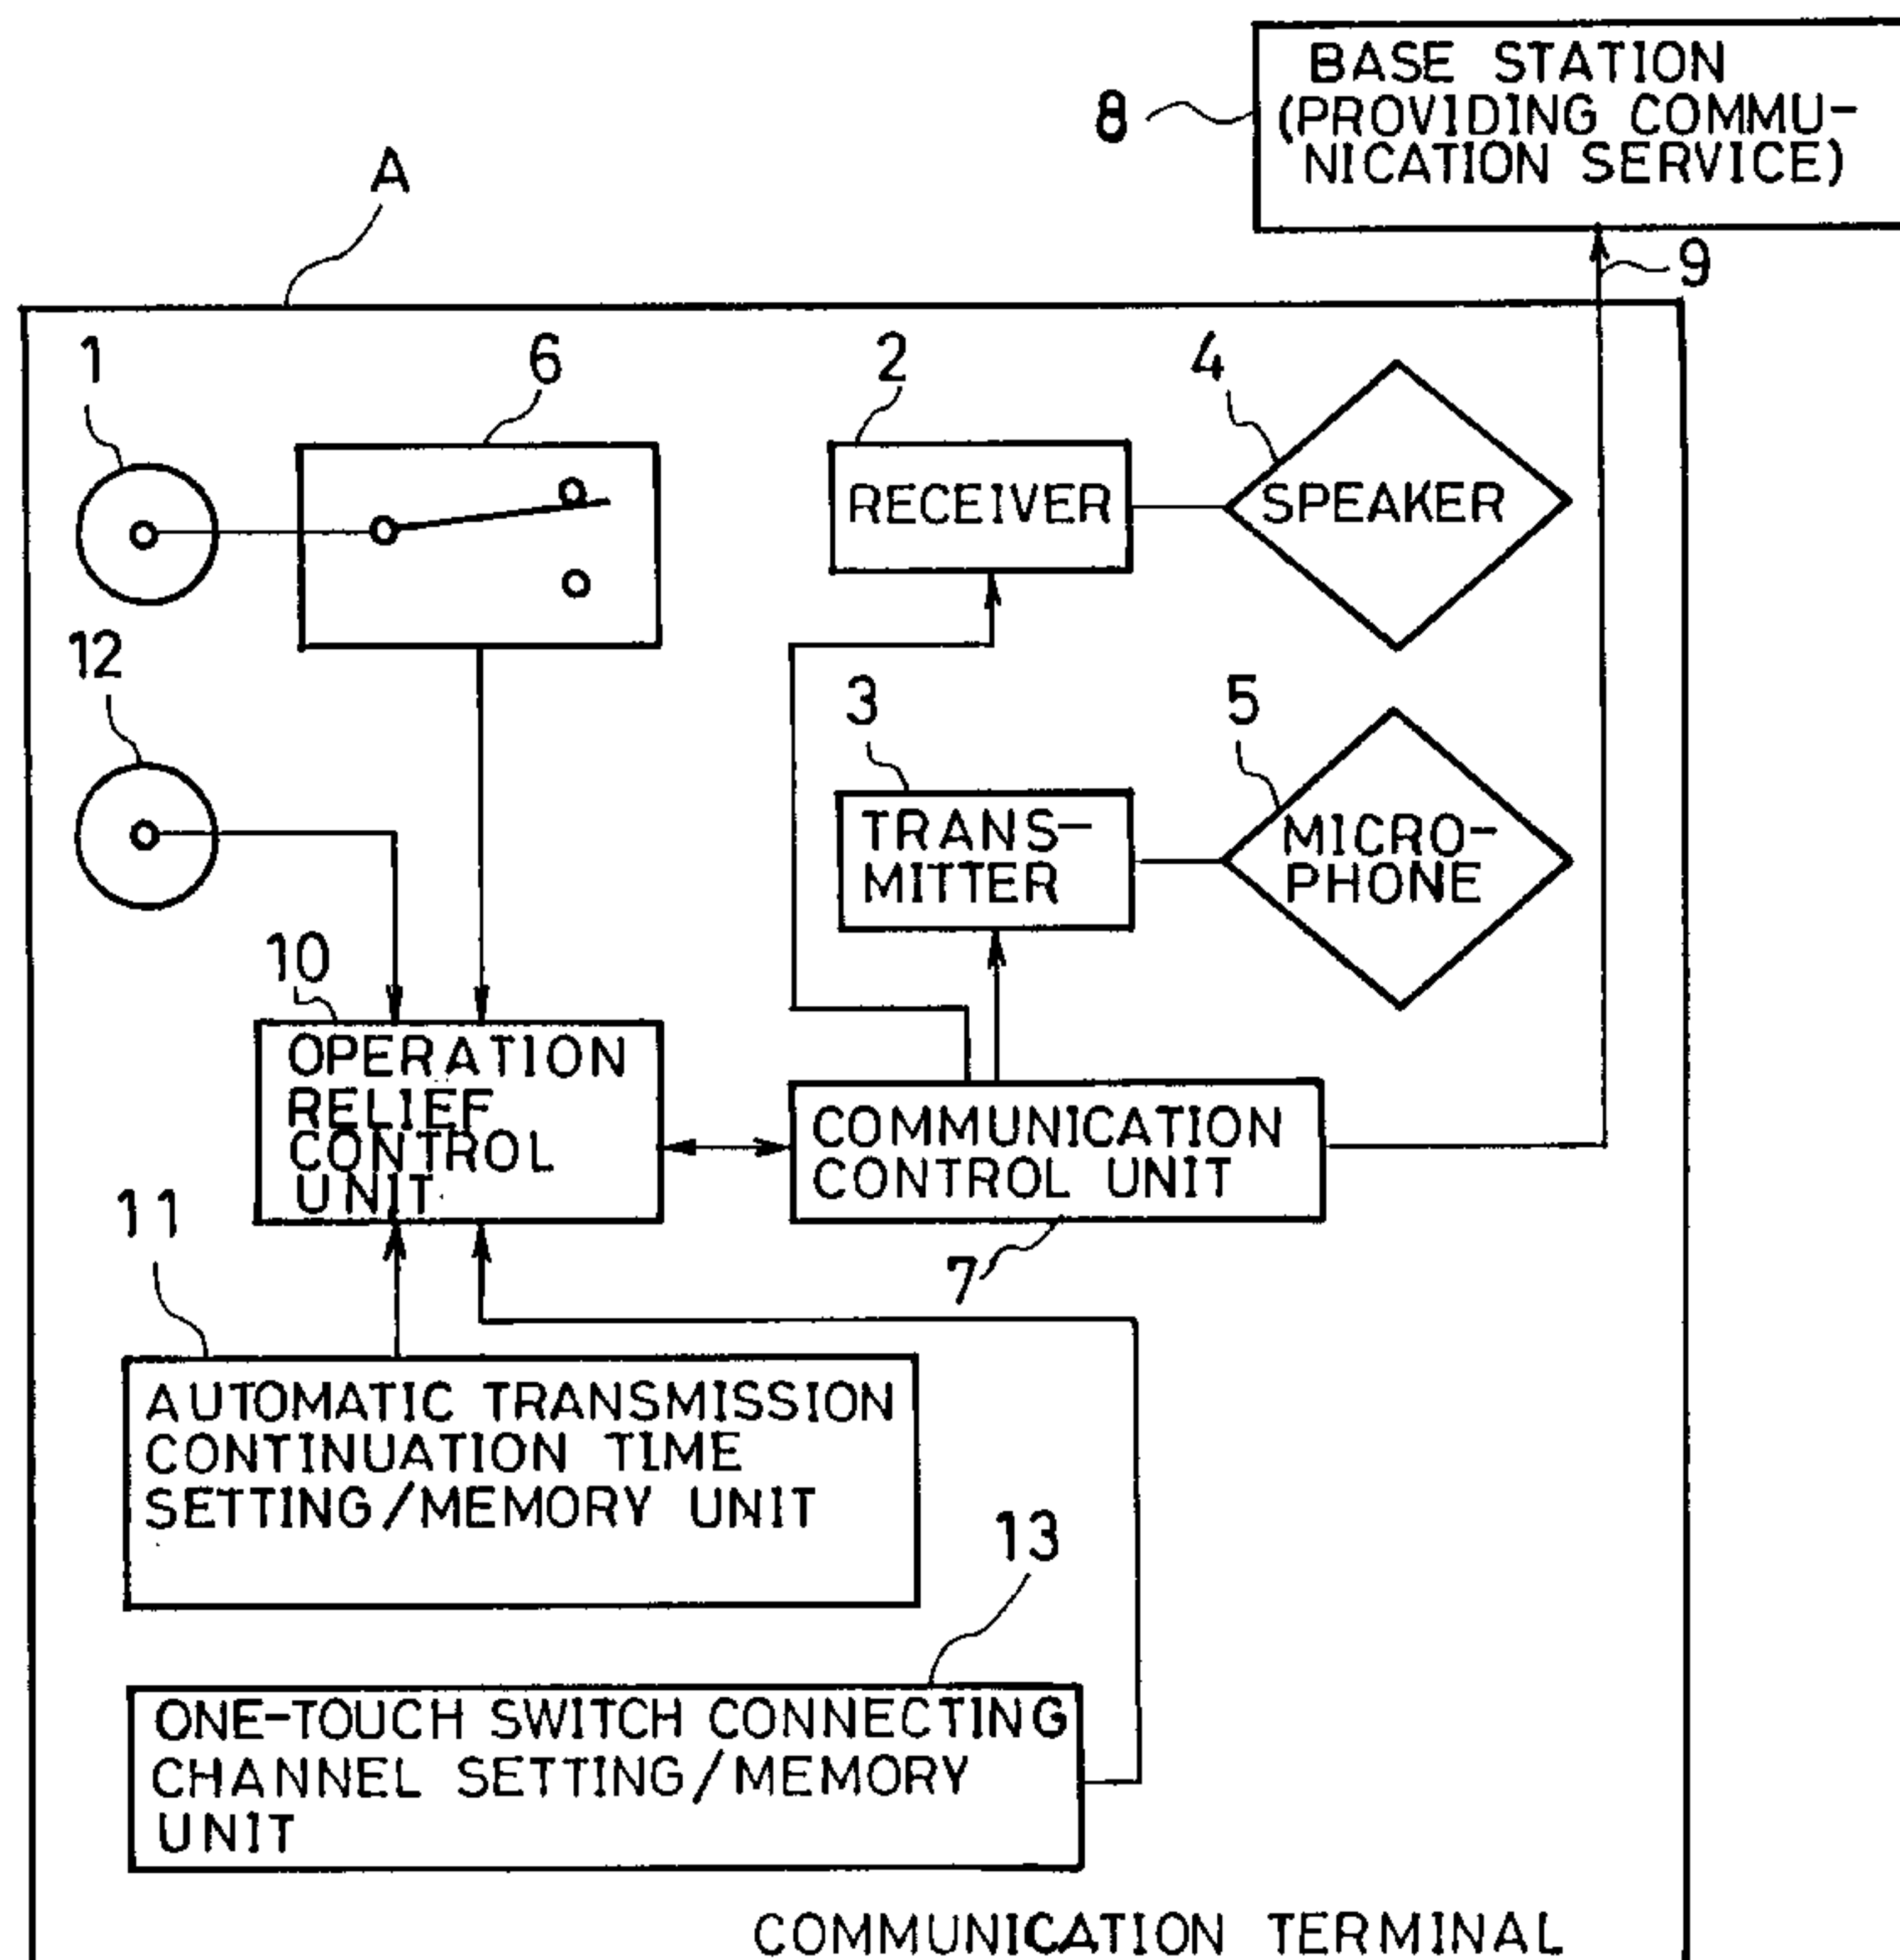 BASE STATION
(PROVIDING COMMU-
NICATION SERVICE)
8
A
9
1
6
2
4
RECEIVER
SPEAKER
12
3
5
TRANS-
MITTER
MICRO-
PHONE
10
OPERATION
RELIEF
CONTROL
UNIT
COMMUNICATION
CONTROL UNIT
11
7
AUTOMATIC TRANSMISSION
CONTINUATION TIME
SETTING/MEMORY UNIT
13
ONE-TOUCH SWITCH CONNECTING
CHANNEL SETTING/MEMORY
UNIT
COMMUNICATION TERMINAL